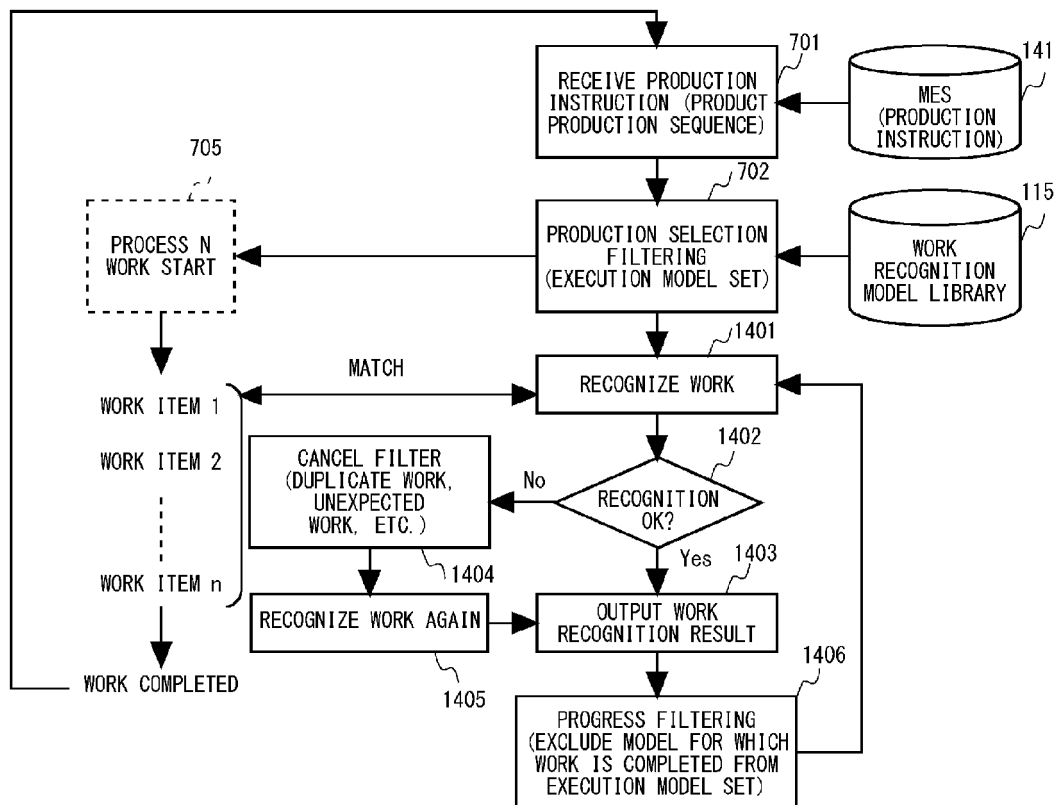 701
141
RECEIVE PRODUCTION
INSTRUCTION (PRODUCT
PRODUCTION SEQUENCE)
MES
(PRODUCTION
INSTRUCTION)
705
702
115
PROCESS N
WORK START
PRODUCTION SELECTION
FILTERING
(EXECUTION MODEL SET)
WORK
RECOGNITION
MODEL LIBRARY
1401
MATCH
RECOGNIZE WORK
WORK ITEM 1
WORK ITEM 2
WORK ITEM n
WORK COMPLETED
1402
CANCEL FILTER
(DUPLICATE WORK,
UNEXPECTED
WORK, ETC.)
No
RECOGNITION
OK?
1404
Yes
1403
RECOGNIZE WORK AGAIN
OUTPUT WORK
RECOGNITION RESULT
1405
1406
PROGRESS FILTERING
(EXCLUDE MODEL FOR WHICH
WORK IS COMPLETED FROM
EXECUTION MODEL SET)